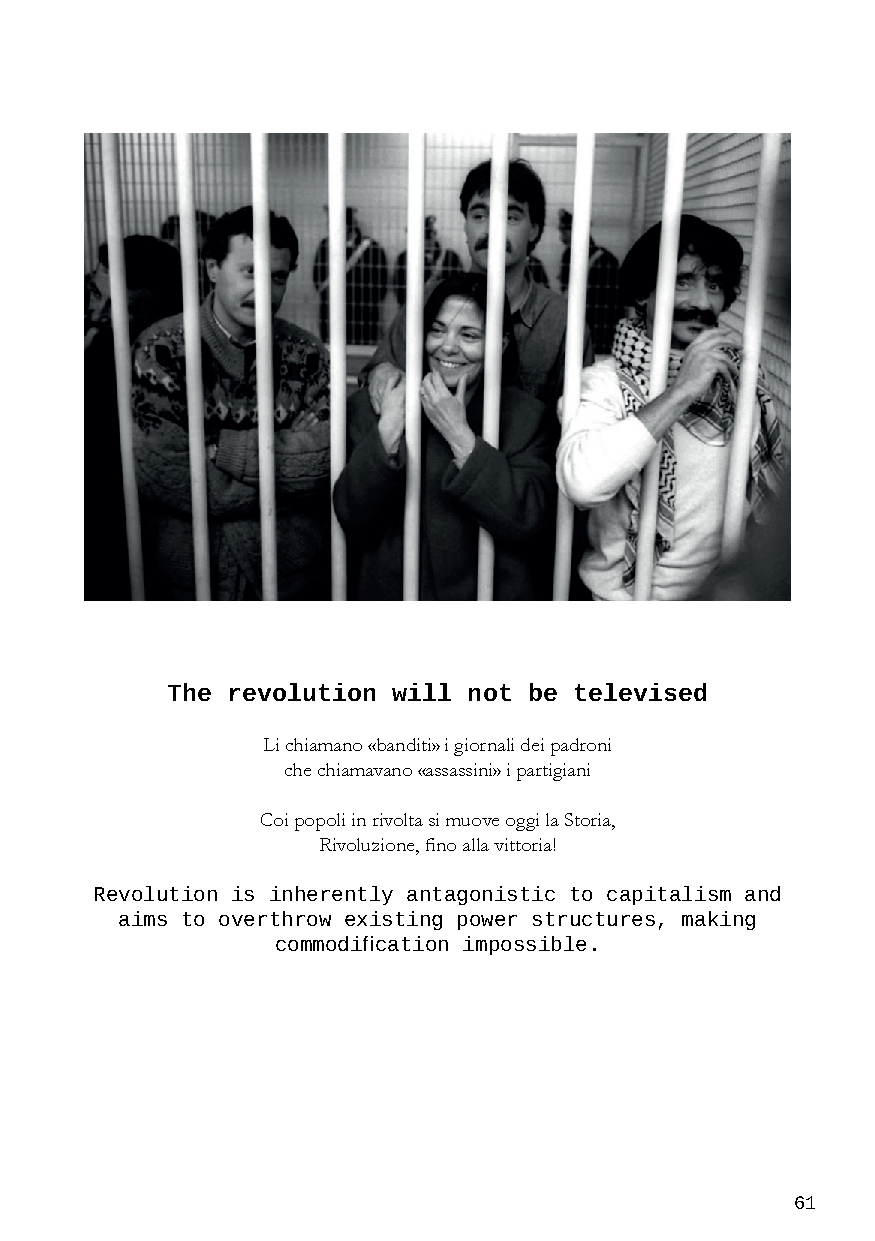 The revolution will not be televised
Li chiamano «banditi» i giornali dei padroni
che chiamavano «assassini» i partigiani
Coi popoli in rivolta si muove oggi la Storia,
Rivoluzione, fino alla vittoria!
Revolution is inherently antagonistic to capitalism and
aims to overthrow existing power structures, making
commodification impossible.
61